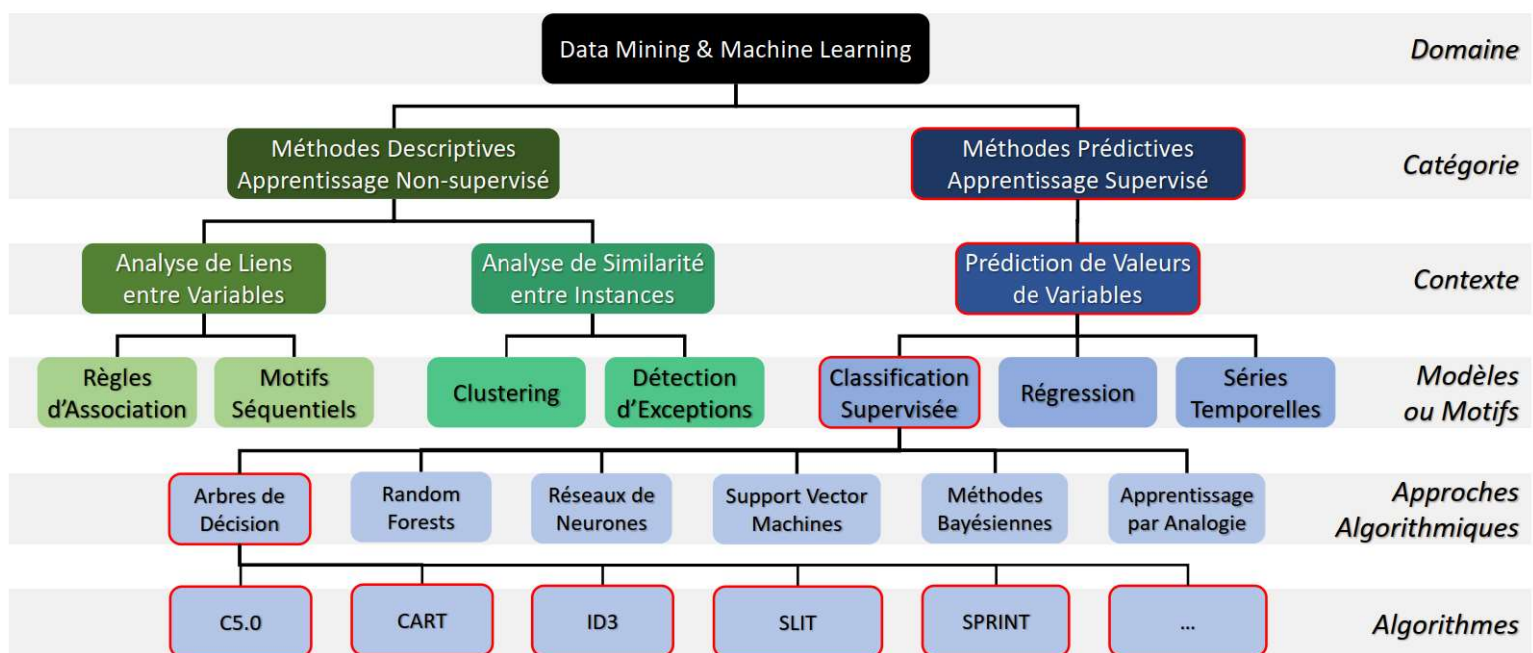 Data Mining & Machine Learning
Domaine
Méthodes Descriptives
Apprentissage Non-supervisé
Méthodes Prédictives
Apprentissage Supervisé
Catégorie
Analyse de Liens
entre Variables
Analyse de Similarité
entre Instances
Prédiction de Valeurs
de Variables
Contexte
Règles
d'Association
Motifs
Séquentiels
Clustering
Détection
d'Exceptions
Classification
Supervisée
Régression
Séries
Temporelles
Modèles
ou Motifs
Arbres de
Décision
Random
Forests
Réseaux de
Neurones
Support Vector
Machines
Méthodes
Bayésiennes
Apprentissage
par Analogie
Approches
Algorithmiques
C5.0
CART
ID3
SLIT
SPRINT
...
Algorithmes